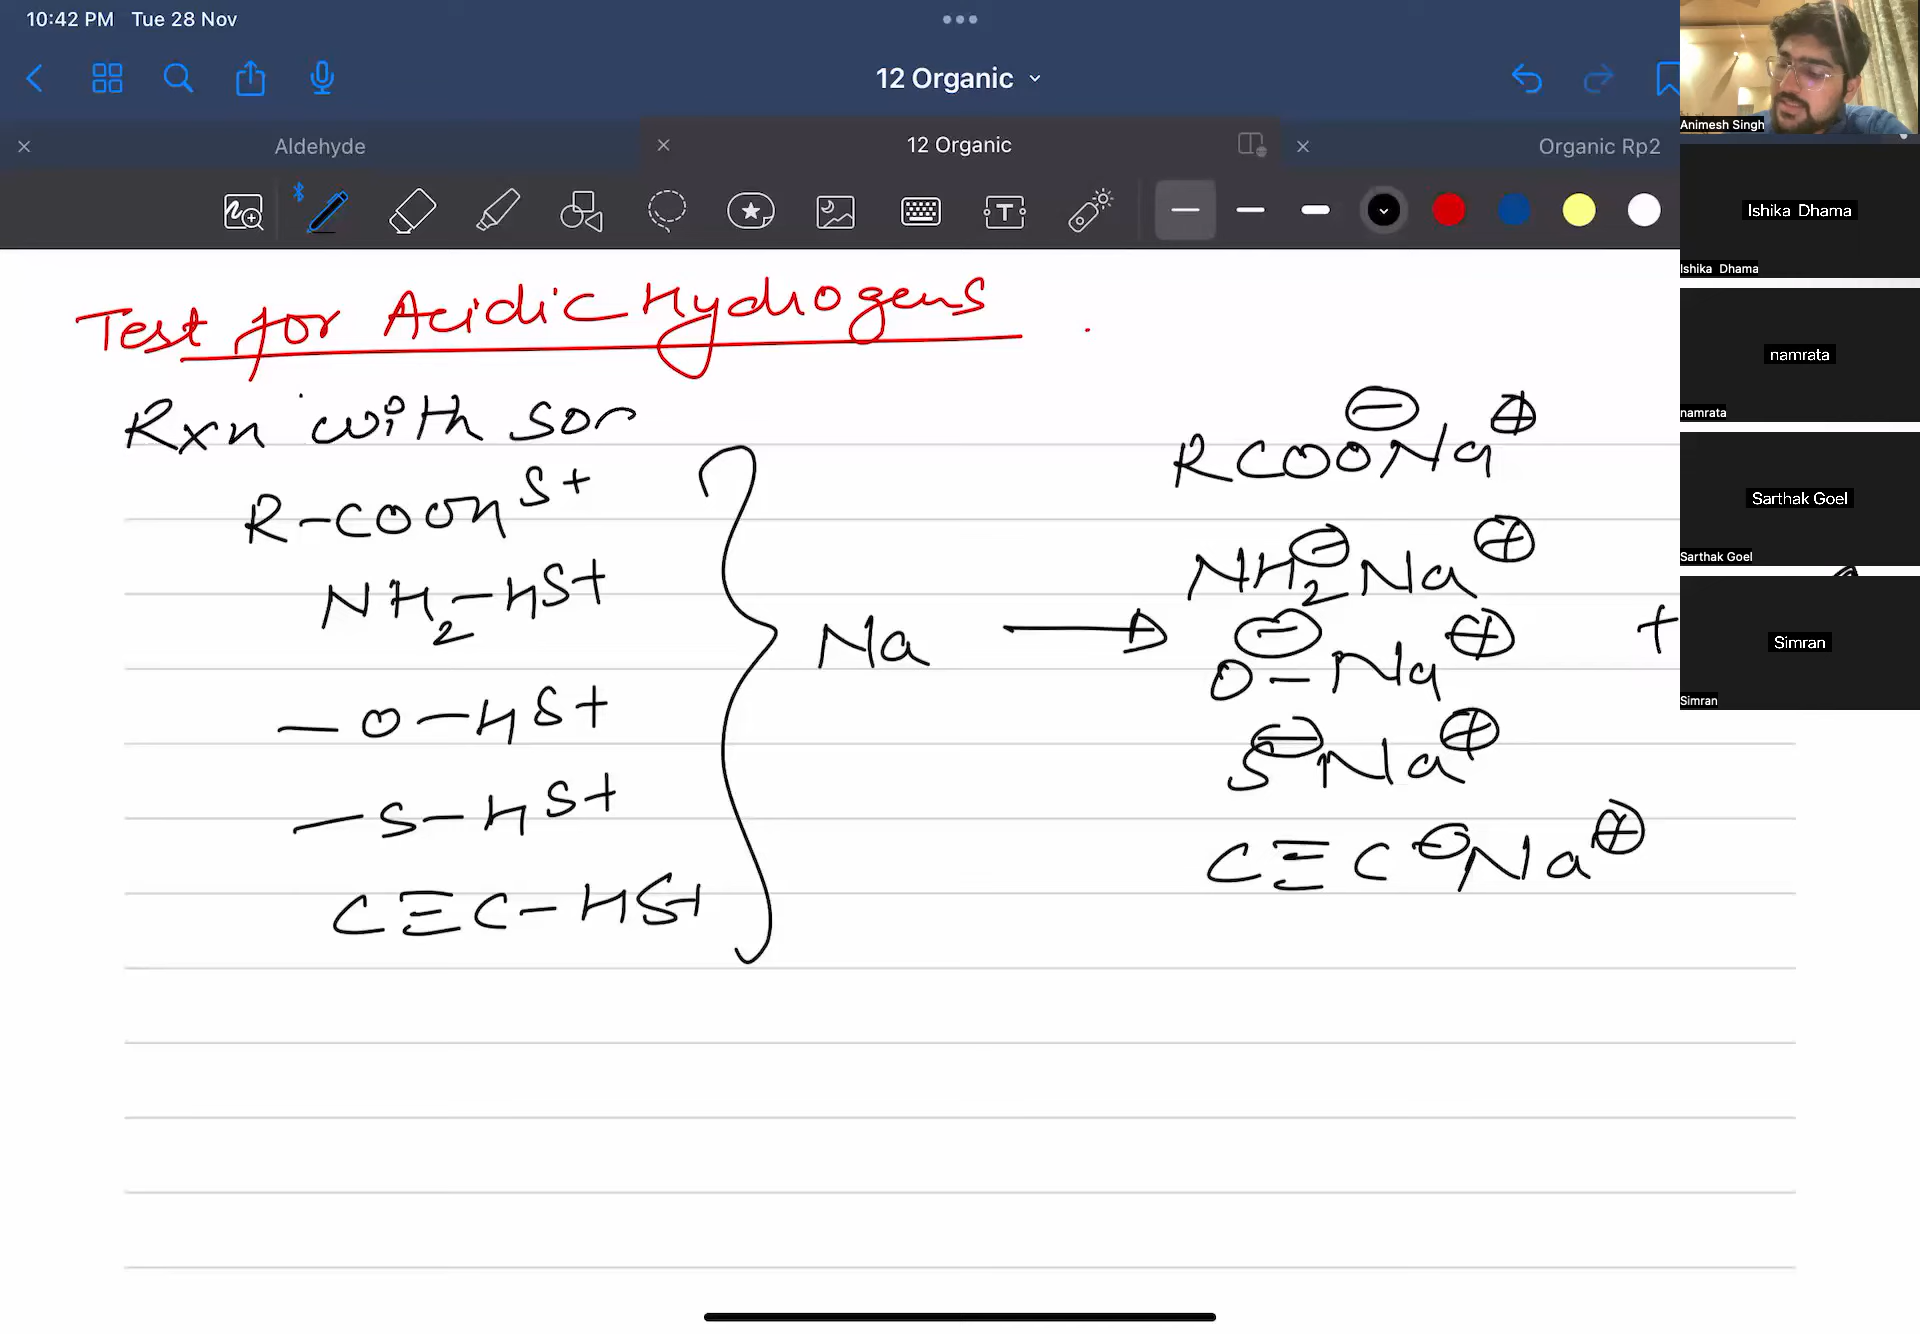 10:42 PM Tue 28 Nov
12 Organic
Aldehyde
12 Organic
Organic Rp2
Test for Acidic Hydrogens
Rxn with
R-COOH δ+
NH₂-H δ+
-O-H δ+
-S-H δ+
C≡C-H δ+
Na →
RCOO⊖Na⊕
NH₂⊖Na⊕
O⊖-Na⊕
S⊖Na⊕
C≡C⊖Na⊕
+
Animesh Singh
Ishika Dhama
Ishika Dhama
namrata
namrata
Sarthak Goel
Sarthak Goel
Simran
Simran